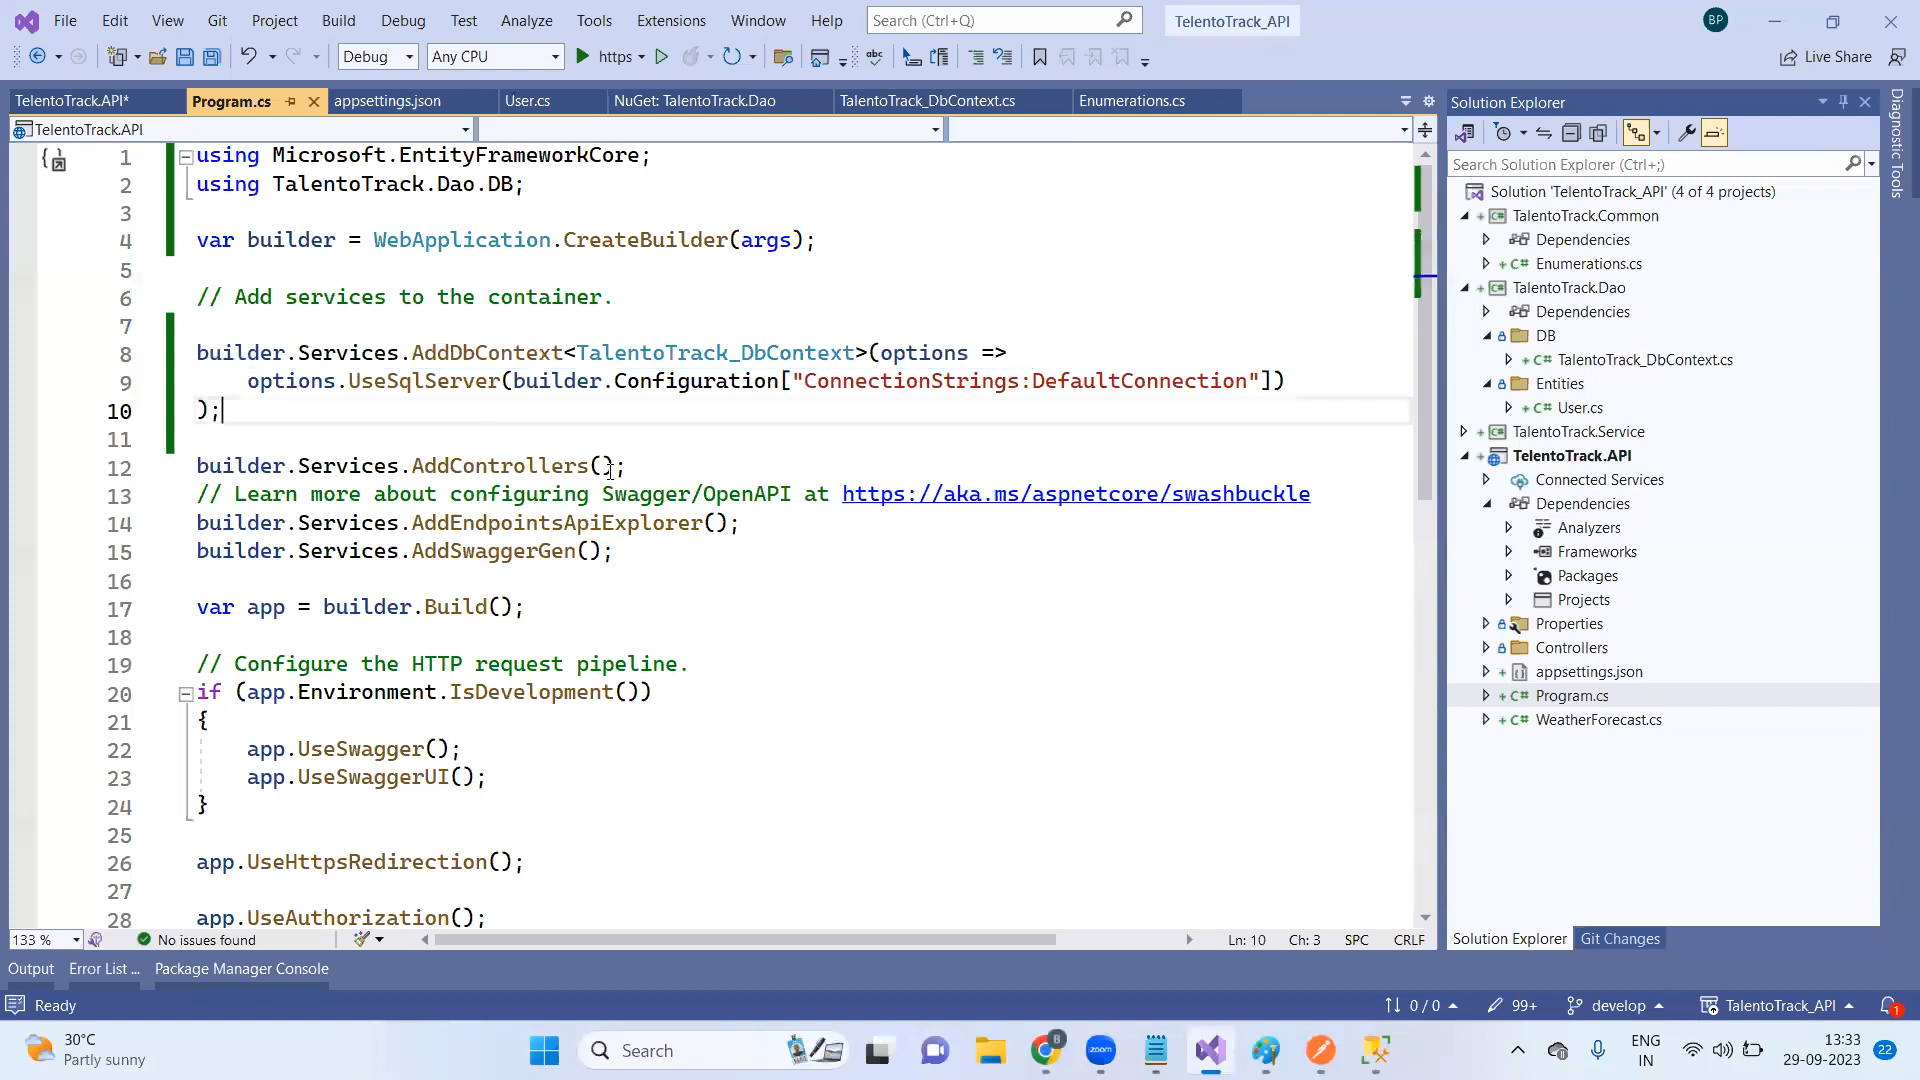 File Edit View Git Project Build Debug Test Analyze Tools Extensions Window Help Search (Ctrl+Q) TelentoTrack_API BP
Debug Any CPU https Live Share
TelentoTrack.API* Program.cs appsettings.json User.cs NuGet: TalentoTrack.Dao TalentoTrack_DbContext.cs Enumerations.cs
TelentoTrack.API
1 using Microsoft.EntityFrameworkCore;
2 using TalentoTrack.Dao.DB;
3
4 var builder = WebApplication.CreateBuilder(args);
5
6 // Add services to the container.
7
8 builder.Services.AddDbContext<TalentoTrack_DbContext>(options =>
9 options.UseSqlServer(builder.Configuration["ConnectionStrings:DefaultConnection"])
10 );
11
12 builder.Services.AddControllers();
13 // Learn more about configuring Swagger/OpenAPI at https://aka.ms/aspnetcore/swashbuckle
14 builder.Services.AddEndpointsApiExplorer();
15 builder.Services.AddSwaggerGen();
16
17 var app = builder.Build();
18
19 // Configure the HTTP request pipeline.
20 if (app.Environment.IsDevelopment())
21 {
22 app.UseSwagger();
23 app.UseSwaggerUI();
24 }
25
26 app.UseHttpsRedirection();
27
28 app.UseAuthorization();
133 % No issues found Ln: 10 Ch: 3 SPC CRLF
Solution Explorer
Search Solution Explorer (Ctrl+;)
Solution 'TelentoTrack_API' (4 of 4 projects)
TalentoTrack.Common
Dependencies
C# Enumerations.cs
TalentoTrack.Dao
Dependencies
DB
C# TalentoTrack_DbContext.cs
Entities
C# User.cs
TalentoTrack.Service
TelentoTrack.API
Connected Services
Dependencies
Analyzers
Frameworks
Packages
Projects
Properties
Controllers
appsettings.json
C# Program.cs
C# WeatherForecast.cs
Solution Explorer Git Changes
Diagnostic Tools
Output Error List ... Package Manager Console
Ready 0 / 0 99+ develop TalentoTrack_API 1
30°C
Partly sunny
Search
zoom
ENG
IN
13:33
29-09-2023
22